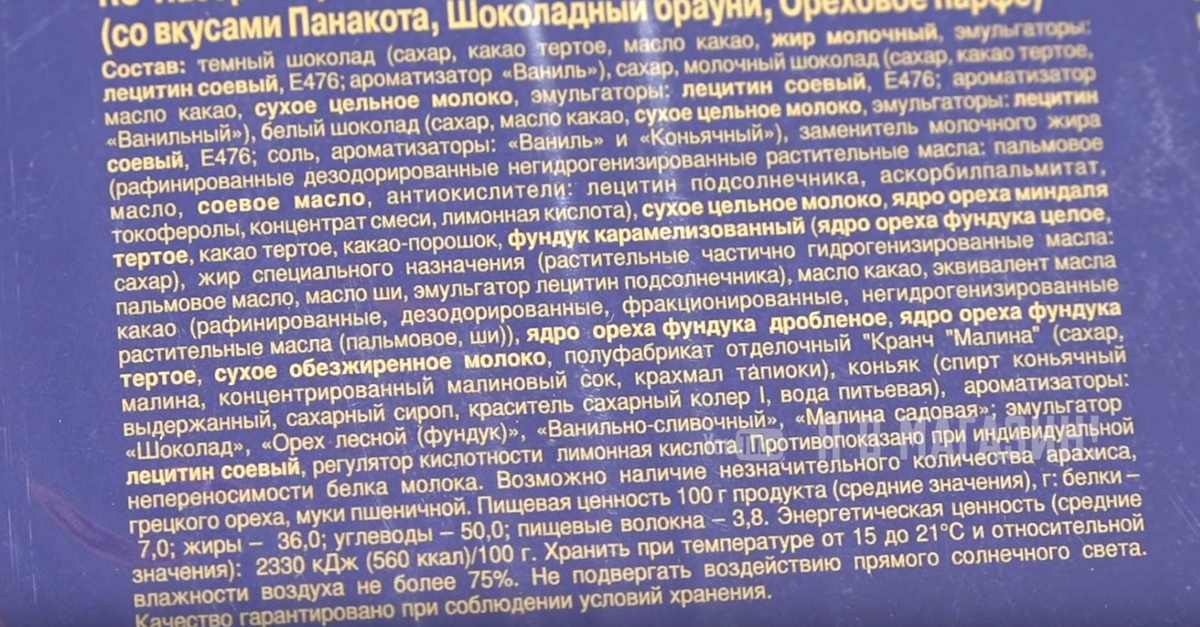 (со вкусами Панакота, Шоколадный брауни, Ореховое парфе)
Состав: темный шоколад (сахар, какао тертое, масло какао, жир молочный, эмульгаторы:
лецитин соевый, Е476; ароматизатор «Ваниль»), сахар, молочный шоколад (сахар, какао тертое,
масло какао, сухое цельное молоко, эмульгаторы: лецитин соевый, Е476; ароматизатор
«Ванильный»), белый шоколад (сахар, масло какао, сухое цельное молоко, эмульгаторы: лецитин
соевый, Е476; соль, ароматизаторы: «Ваниль» и «Коньячный»), заменитель молочного жира
(рафинированные дезодорированные негидрогенизированные растительные масла: пальмовое
масло, соевое масло, антиокислители: лецитин подсолнечника, аскорбилпальмитат,
токоферолы, концентрат смеси, лимонная кислота), сухое цельное молоко, ядро ореха миндаля
тертое, какао тертое, какао-порошок, фундук карамелизованный (ядро ореха фундука целое,
сахар), жир специального назначения (растительные частично гидрогенизированные масла:
пальмовое масло, масло ши, эмульгатор лецитин подсолнечника), масло какао, эквивалент масла
какао (рафинированные, дезодорированные, фракционированные, негидрогенизированные
растительные масла (пальмовое, ши)), ядро ореха фундука дробленое, ядро ореха фундука
тертое, сухое обезжиренное молоко, полуфабрикат отделочный "Кранч "Малина" (сахар,
малина, концентрированный малиновый сок, крахмал тапиоки), коньяк (спирт коньячный
выдержанный, сахарный сироп, краситель сахарный колер I, вода питьевая), ароматизаторы:
«Шоколад», «Орех лесной (фундук)», «Ванильно-сливочный», «Малина садовая»; эмульгатор
лецитин соевый, регулятор кислотности лимонная кислота. Противопоказано при индивидуальной
непереносимости белка молока. Возможно наличие незначительного количества арахиса,
грецкого ореха, муки пшеничной. Пищевая ценность 100 г продукта (средние значения), г: белки –
7,0; жиры – 36,0; углеводы – 50,0; пищевые волокна – 3,8. Энергетическая ценность (средние
значения): 2330 кДж (560 ккал)/100 г. Хранить при температуре от 15 до 21°С и относительной
влажности воздуха не более 75%. Не подвергать воздействию прямого солнечного света.
Качество гарантировано при соблюдении условий хранения.